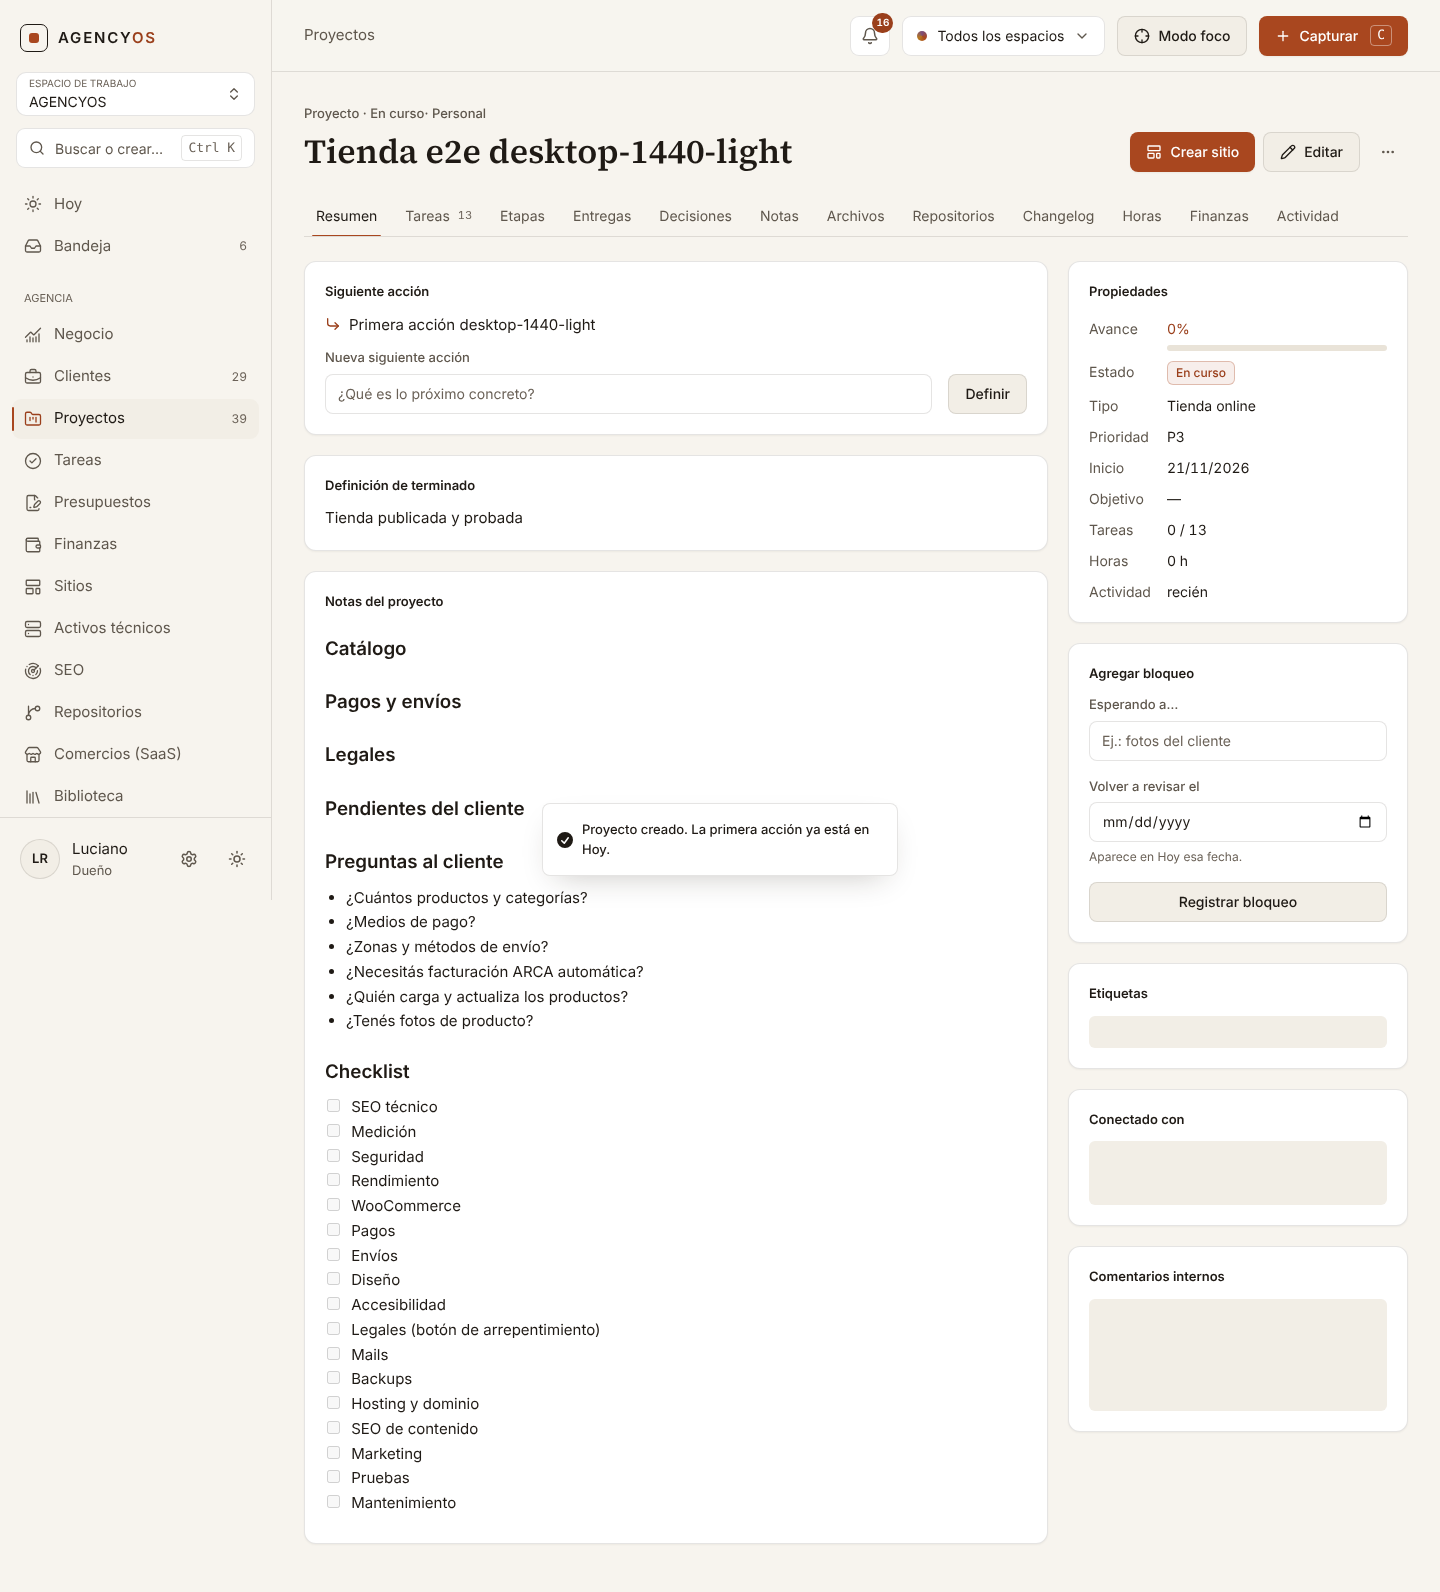 AGENCYOS
ESPACIO DE TRABAJO
AGENCYOS
Buscar o crear... Ctrl K
Hoy
Bandeja 6
AGENCIA
Negocio
Clientes 29
Proyectos 39
Tareas
Presupuestos
Finanzas
Sitios
Activos técnicos
SEO
Repositorios
Comercios (SaaS)
Biblioteca
LR
Luciano
Dueño
Proyectos
16
Todos los espacios
Modo foco
Capturar C
Proyecto · En curso· Personal
Tienda e2e desktop-1440-light
Crear sitio
Editar
Resumen Tareas 13 Etapas Entregas Decisiones Notas Archivos Repositorios Changelog Horas Finanzas Actividad
Siguiente acción
Primera acción desktop-1440-light
Nueva siguiente acción
¿Qué es lo próximo concreto?
Definir
Definición de terminado
Tienda publicada y probada
Notas del proyecto
Catálogo
Pagos y envíos
Legales
Pendientes del cliente
Preguntas al cliente
¿Cuántos productos y categorías?
¿Medios de pago?
¿Zonas y métodos de envío?
¿Necesitás facturación ARCA automática?
¿Quién carga y actualiza los productos?
¿Tenés fotos de producto?
Checklist
SEO técnico
Medición
Seguridad
Rendimiento
WooCommerce
Pagos
Envíos
Diseño
Accesibilidad
Legales (botón de arrepentimiento)
Mails
Backups
Hosting y dominio
SEO de contenido
Marketing
Pruebas
Mantenimiento
Proyecto creado. La primera acción ya está en
Hoy.
Propiedades
Avance 0%
Estado En curso
Tipo Tienda online
Prioridad P3
Inicio 21/11/2026
Objetivo —
Tareas 0 / 13
Horas 0 h
Actividad recién
Agregar bloqueo
Esperando a...
Ej.: fotos del cliente
Volver a revisar el
mm/dd/yyyy
Aparece en Hoy esa fecha.
Registrar bloqueo
Etiquetas
Conectado con
Comentarios internos